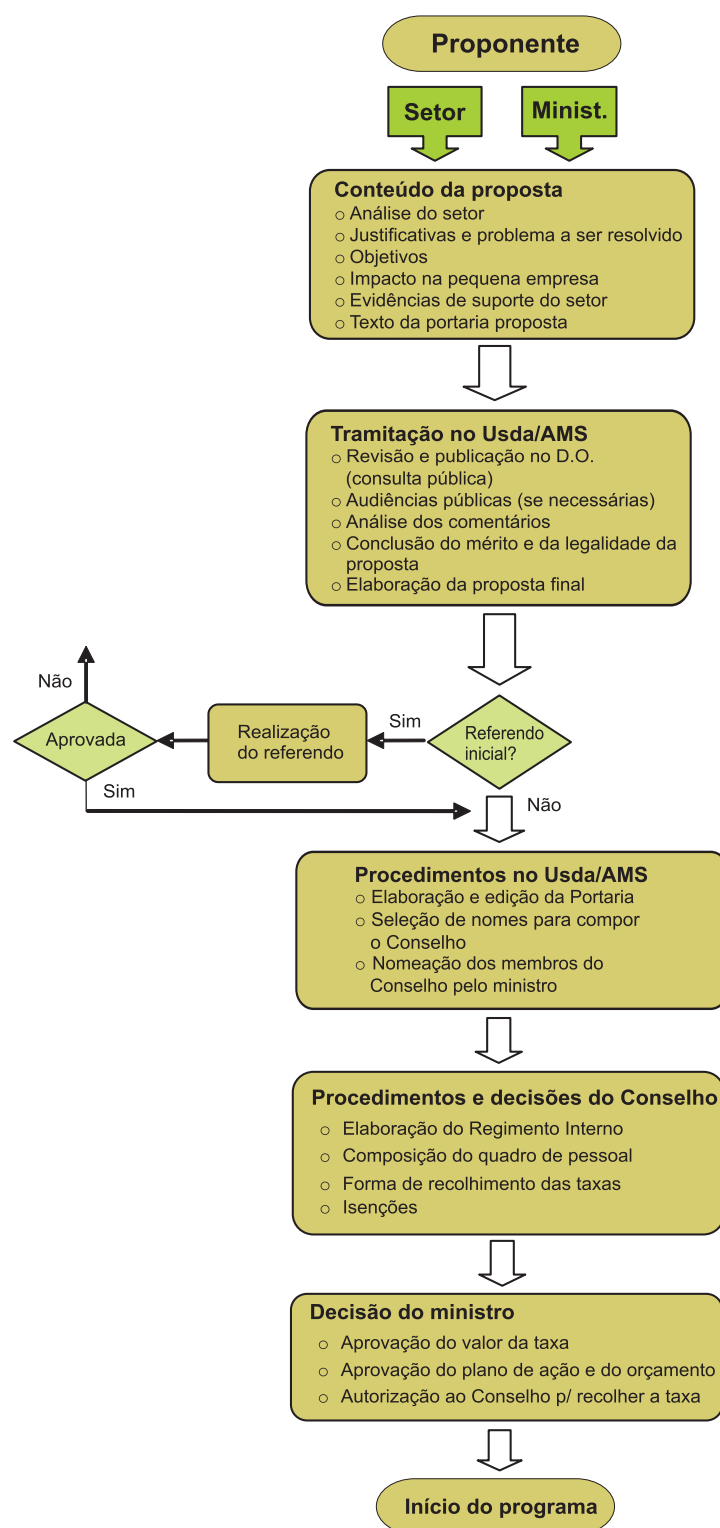 Proponente
Setor
Minist.
Conteúdo da proposta
○ Análise do setor
○ Justificativas e problema a ser resolvido
○ Objetivos
○ Impacto na pequena empresa
○ Evidências de suporte do setor
○ Texto da portaria proposta
Tramitação no Usda/AMS
○ Revisão e publicação no D.O.
(consulta pública)
○ Audiências públicas (se necessárias)
○ Análise dos comentários
○ Conclusão do mérito e da legalidade da
proposta
○ Elaboração da proposta final
Referendo
inicial?
Sim
Realização
do referendo
Aprovada
Não
Sim
Não
Procedimentos no Usda/AMS
○ Elaboração e edição da Portaria
○ Seleção de nomes para compor
o Conselho
○ Nomeação dos membros do
Conselho pelo ministro
Procedimentos e decisões do Conselho
○ Elaboração do Regimento Interno
○ Composição do quadro de pessoal
○ Forma de recolhimento das taxas
○ Isenções
Decisão do ministro
○ Aprovação do valor da taxa
○ Aprovação do plano de ação e do orçamento
○ Autorização ao Conselho p/ recolher a taxa
Início do programa